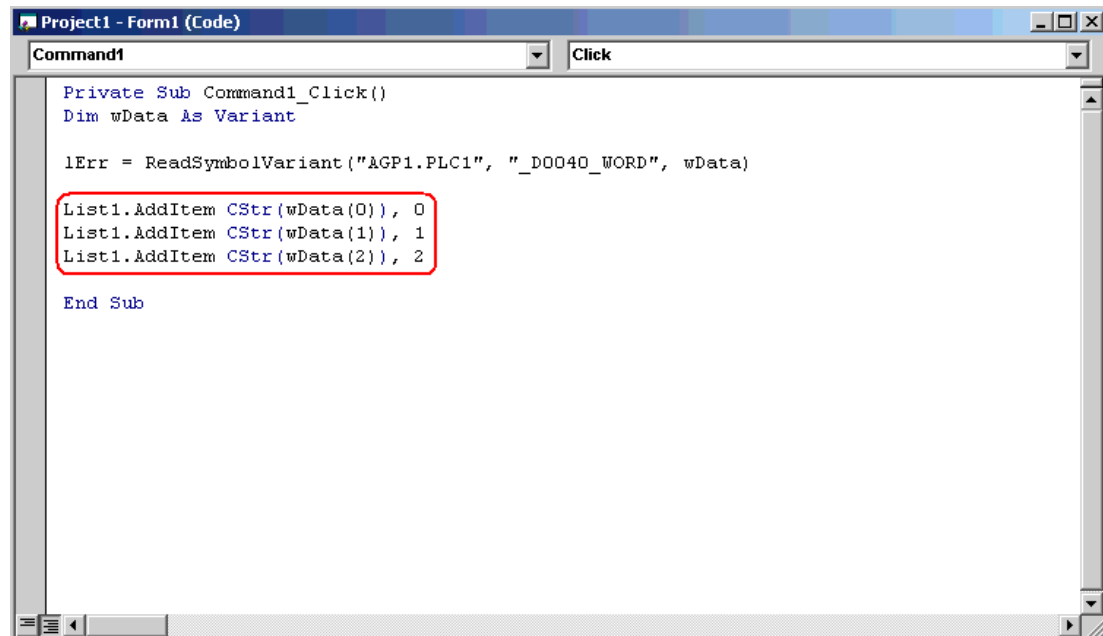 Project1 - Form1 (Code)
Command1 Click
Private Sub Command1_Click()
Dim wData As Variant
lErr = ReadSymbolVariant("AGP1.PLC1", "_D0040_WORD", wData)
List1.AddItem CStr(wData(0)), 0
List1.AddItem CStr(wData(1)), 1
List1.AddItem CStr(wData(2)), 2
End Sub